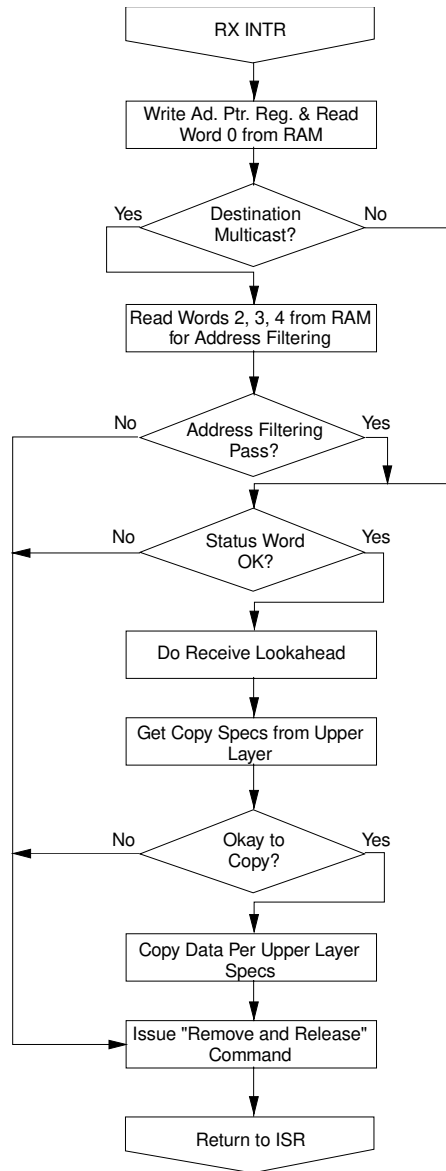 RX INTR
Write Ad. Ptr. Reg. & Read
Word 0 from RAM
Yes
Destination
Multicast?
No
Read Words 2, 3, 4 from RAM
for Address Filtering
No
Address Filtering
Pass?
Yes
No
Status Word
OK?
Yes
Do Receive Lookahead
Get Copy Specs from Upper
Layer
No
Okay to
Copy?
Yes
Copy Data Per Upper Layer
Specs
Issue "Remove and Release"
Command
Return to ISR